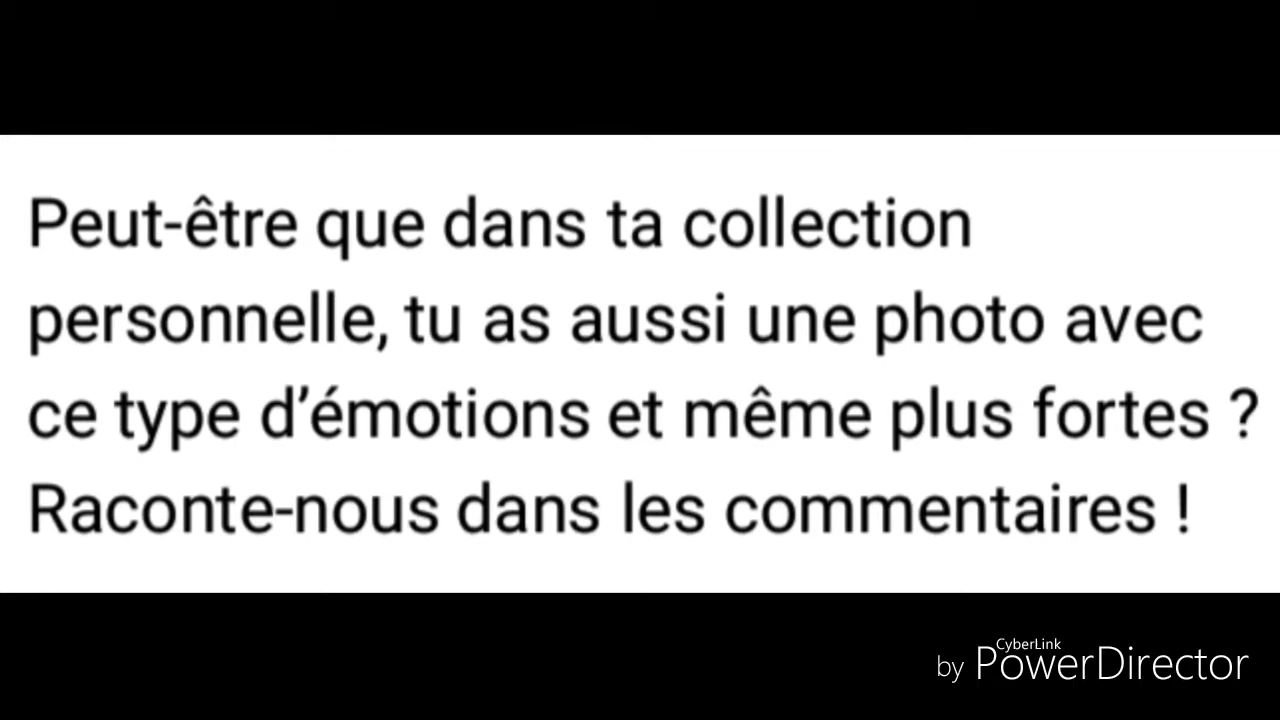 Peut-être que dans ta collection
personnelle, tu as aussi une photo avec
ce type d’émotions et même plus fortes ?
Raconte-nous dans les commentaires !
CyberLink
by PowerDirector